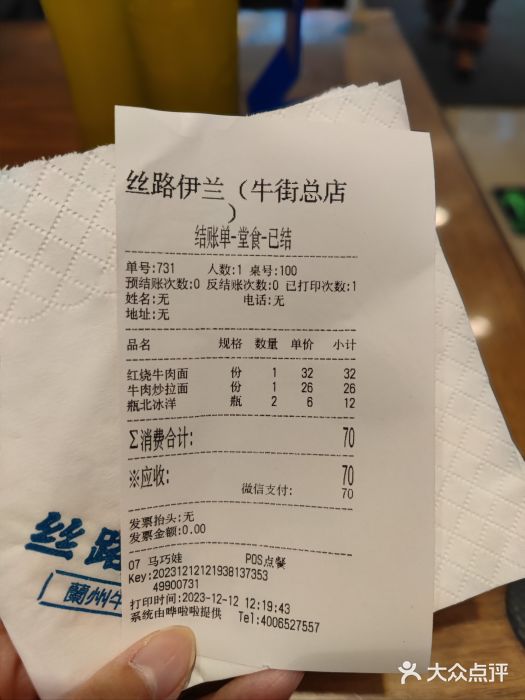 丝路伊兰（牛街总店
）
结账单-堂食-已结
单号:731 人数:1 桌号:100
预结账次数:0 反结账次数:0 已打印次数:1
姓名:无 电话:无
地址:无
品名 规格 数量 单价 小计
红烧牛肉面 份 1 32 32
牛肉炒拉面 份 1 26 26
瓶北冰洋 瓶 2 6 12
Σ消费合计: 70
※应收: 70
微信支付: 70
发票抬头:无
发票金额:0.00
07 马巧娃 POS点餐
Key:20231212121938137353
49900731
打印时间:2023-12-12 12:19:43
系统由哗啦啦提供 Tel:4006527557
丝路
蘭州牛
大众点评